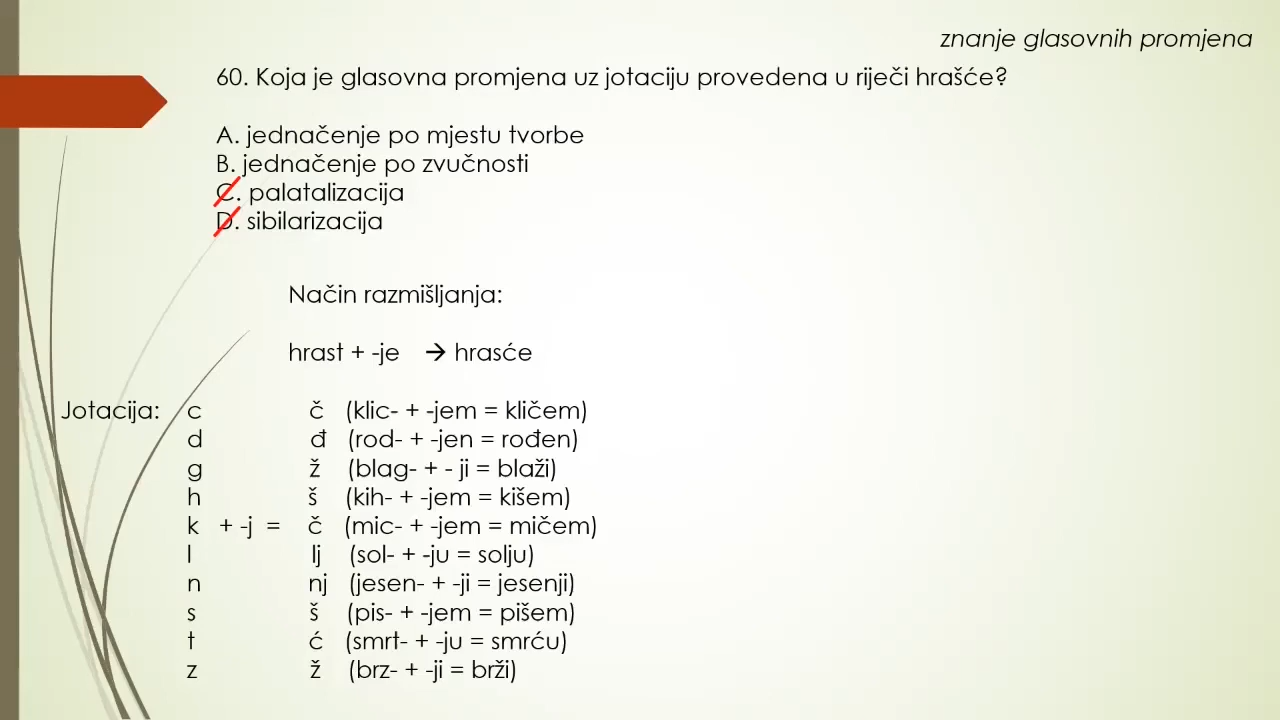 znanje glasovnih promjena
60. Koja je glasovna promjena uz jotaciju provedena u riječi hrašće?
A. jednačenje po mjestu tvorbe
B. jednačenje po zvučnosti
C. palatalizacija
D. sibilarizacija
Način razmišljanja:
hrast + -je → hrasće
Jotacija: c č (klic- + -jem = kličem)
d đ (rod- + -jen = rođen)
g ž (blag- + - ji = blaži)
h š (kih- + -jem = kišem)
k + -j = č (mic- + -jem = mičem)
l lj (sol- + -ju = solju)
n nj (jesen- + -ji = jesenji)
s š (pis- + -jem = pišem)
t ć (smrt- + -ju = smrću)
z ž (brz- + -ji = brži)